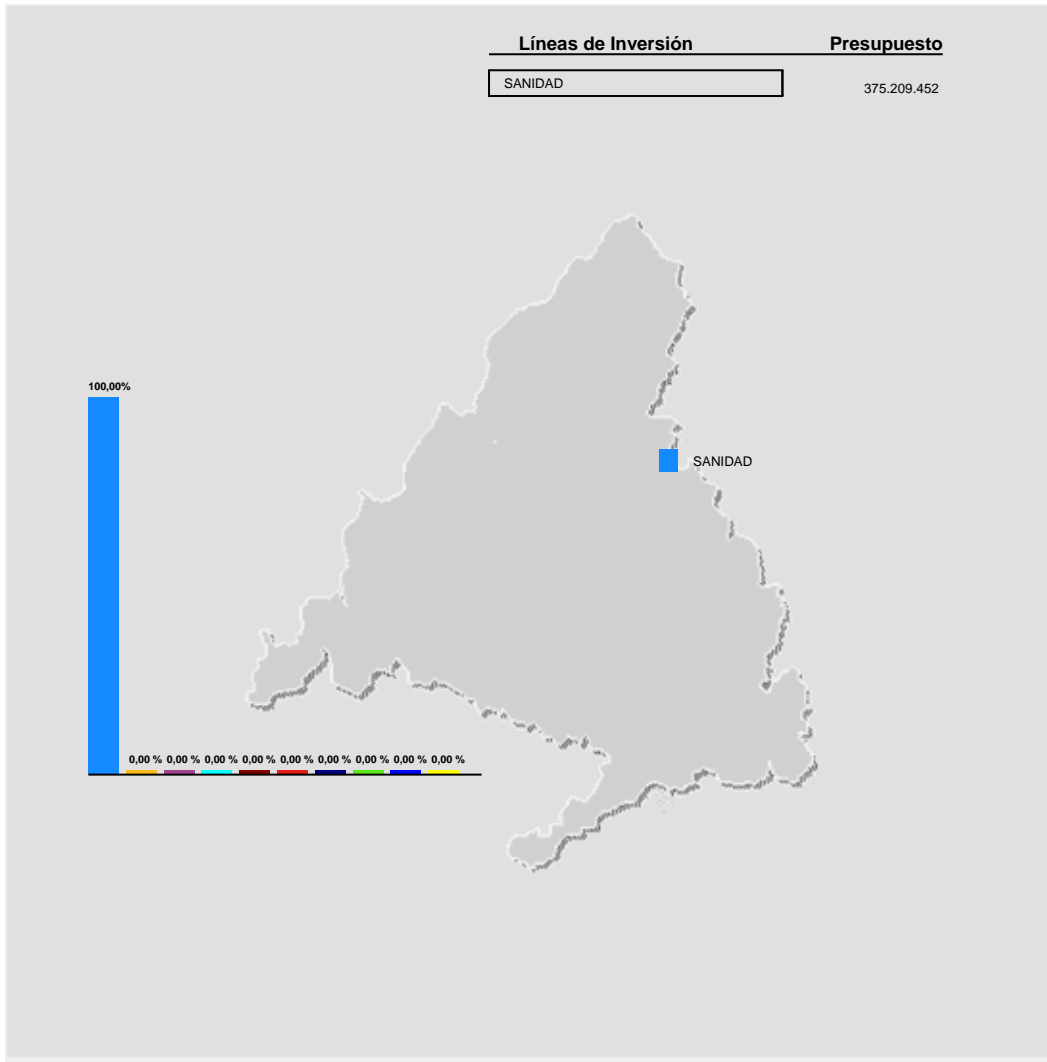 Líneas de Inversión Presupuesto
SANIDAD 375.209.452
100,00%
SANIDAD
0,00 % 0,00 % 0,00 % 0,00 % 0,00 % 0,00 % 0,00 % 0,00 % 0,00 %